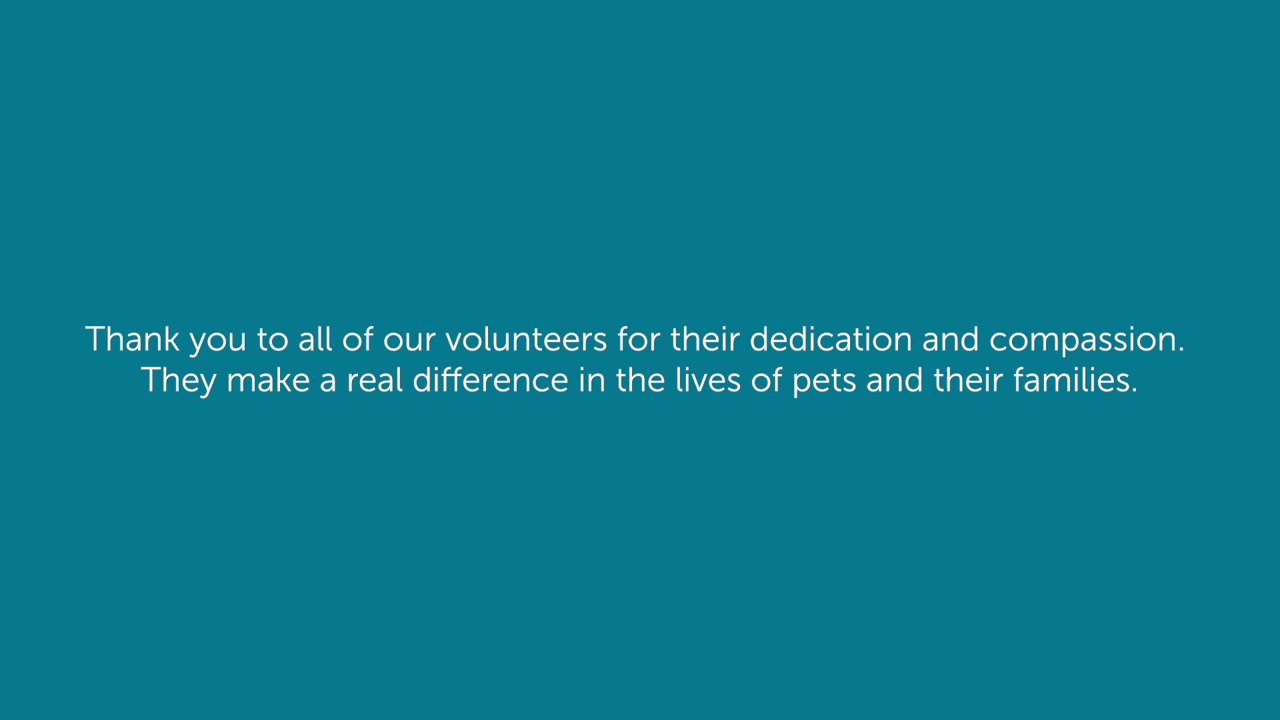 Thank you to all of our volunteers for their dedication and compassion.
They make a real difference in the lives of pets and their families.